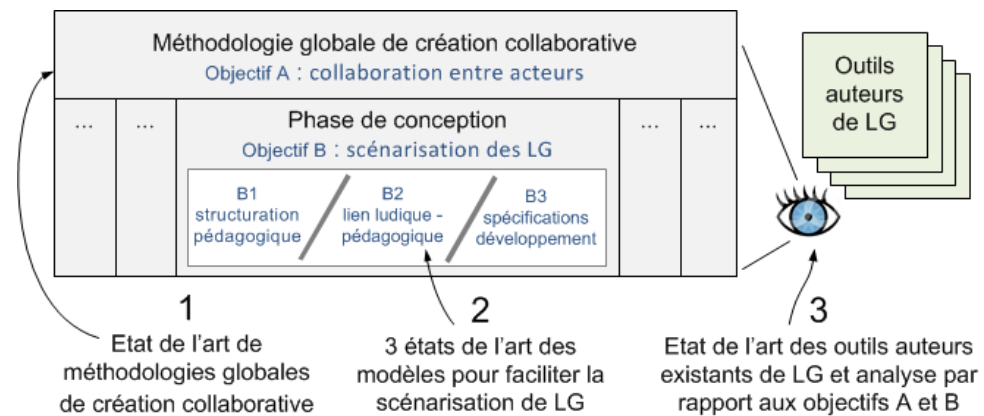 Méthodologie globale de création collaborative
Objectif A : collaboration entre acteurs
Outils
auteurs
de LG
...
...
Phase de conception
Objectif B : scénarisation des LG
...
...
B1
structuration
pédagogique
B2
lien ludique -
pédagogique
B3
spécifications
développement
1
Etat de l'art de
méthodologies globales
de création collaborative
2
3 états de l'art des
modèles pour faciliter la
scénarisation de LG
3
Etat de l'art des outils auteurs
existants de LG et analyse par
rapport aux objectifs A et B